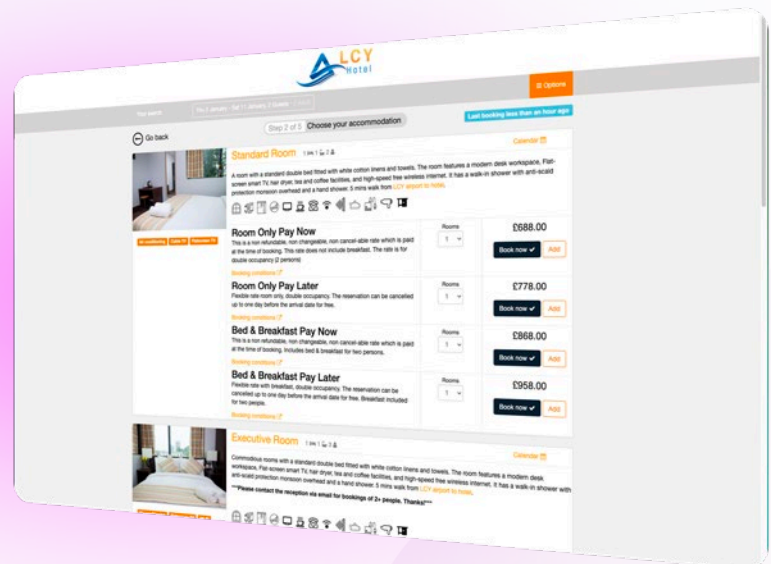 LCY
Hotel
Options
Your search
Last booking less than an hour ago
Go back
Step 2 of 5 Choose your accommodation
Standard Room
Calendar
A room with a standard double bed fitted with white cotton linens and towels. The room features a modern desk workspace, Flat-
screen smart TV, hair dryer, tea and coffee facilities, and high-speed free wireless internet. It has a walk-in shower with anti-scald
protection monsoon overhead and a hand shower. 5 mins walk from LCY airport to hotel.
Air conditioning Cable TV
Room Only Pay Now
This is a non refundable, non changeable, non cancel-able rate which is paid
at the time of booking. This rate does not include breakfast. The rate is for
double occupancy (2 persons)
Booking conditions
Rooms
1
£688.00
Book now Add
Room Only Pay Later
Flexible rate room only, double occupancy. The reservation can be cancelled
up to one day before the arrival date for free.
Booking conditions
Rooms
1
£778.00
Book now Add
Bed & Breakfast Pay Now
This is a non refundable, non changeable, non cancel-able rate which is paid
at the time of booking. Includes bed & breakfast for two persons.
Booking conditions
Rooms
1
£868.00
Book now Add
Bed & Breakfast Pay Later
Flexible rate with breakfast, double occupancy. The reservation can be
cancelled up to one day before the arrival date for free. Breakfast included
for two people.
Booking conditions
Rooms
1
£958.00
Book now Add
Executive Room
Calendar
Commodious rooms with a standard double bed fitted with white cotton linens and towels. The room features a modern desk
workspace, Flat-screen smart TV, hair dryer, tea and coffee facilities, and high-speed free wireless internet. It has a walk-in shower with
anti-scald protection monsoon overhead and a hand shower. 5 mins walk from LCY airport to hotel.
***Please contact the reception via email for bookings of 2+ people. Thanks!***